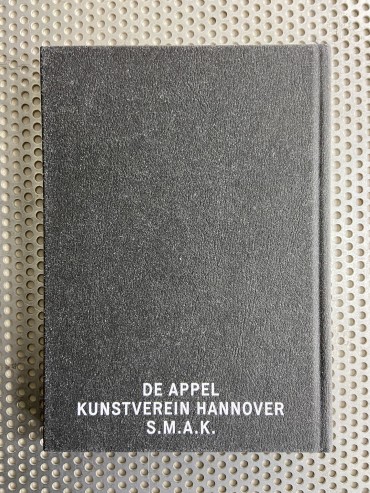 DE APPEL
KUNSTVEREIN HANNOVER
S.M.A.K.